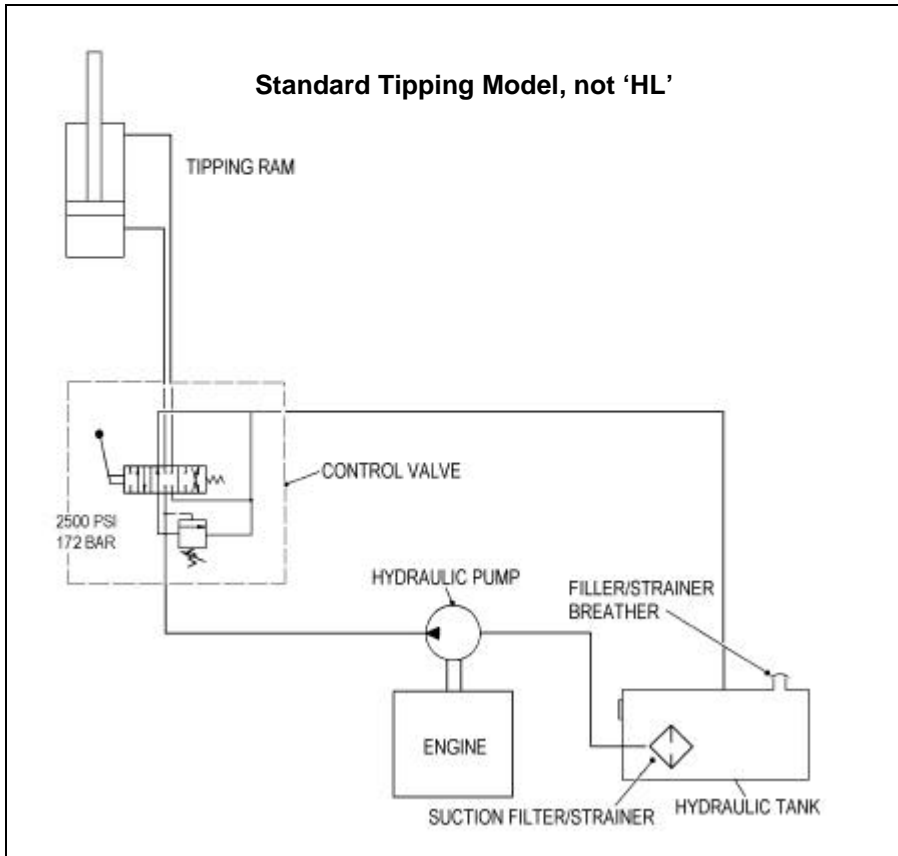 Standard Tipping Model, not ‘HL’
TIPPING RAM
CONTROL VALVE
2500 PSI
172 BAR
HYDRAULIC PUMP
FILLER/STRAINER
BREATHER
ENGINE
SUCTION FILTER/STRAINER
HYDRAULIC TANK